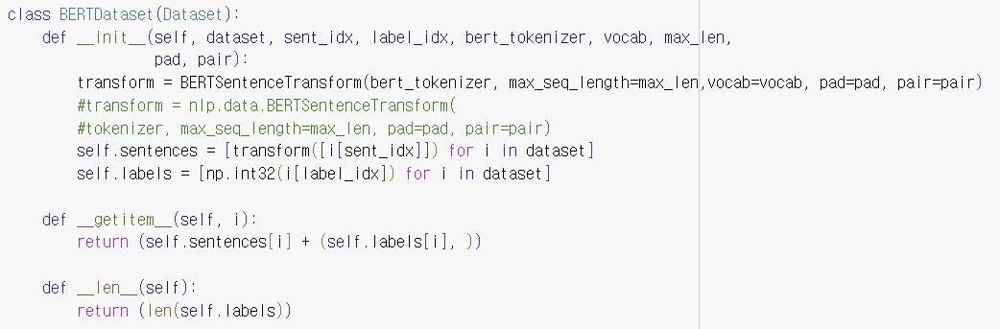 class BERTDataset(Dataset):
    def __init__(self, dataset, sent_idx, label_idx, bert_tokenizer, vocab, max_len,
                 pad, pair):
        transform = BERTSentenceTransform(bert_tokenizer, max_seq_length=max_len,vocab=vocab, pad=pad, pair=pair)
        #transform = nlp.data.BERTSentenceTransform(
        #tokenizer, max_seq_length=max_len, pad=pad, pair=pair)
        self.sentences = [transform([i[sent_idx]]) for i in dataset]
        self.labels = [np.int32(i[label_idx]) for i in dataset]

    def __getitem__(self, i):
        return (self.sentences[i] + (self.labels[i], ))

    def __len__(self):
        return (len(self.labels))